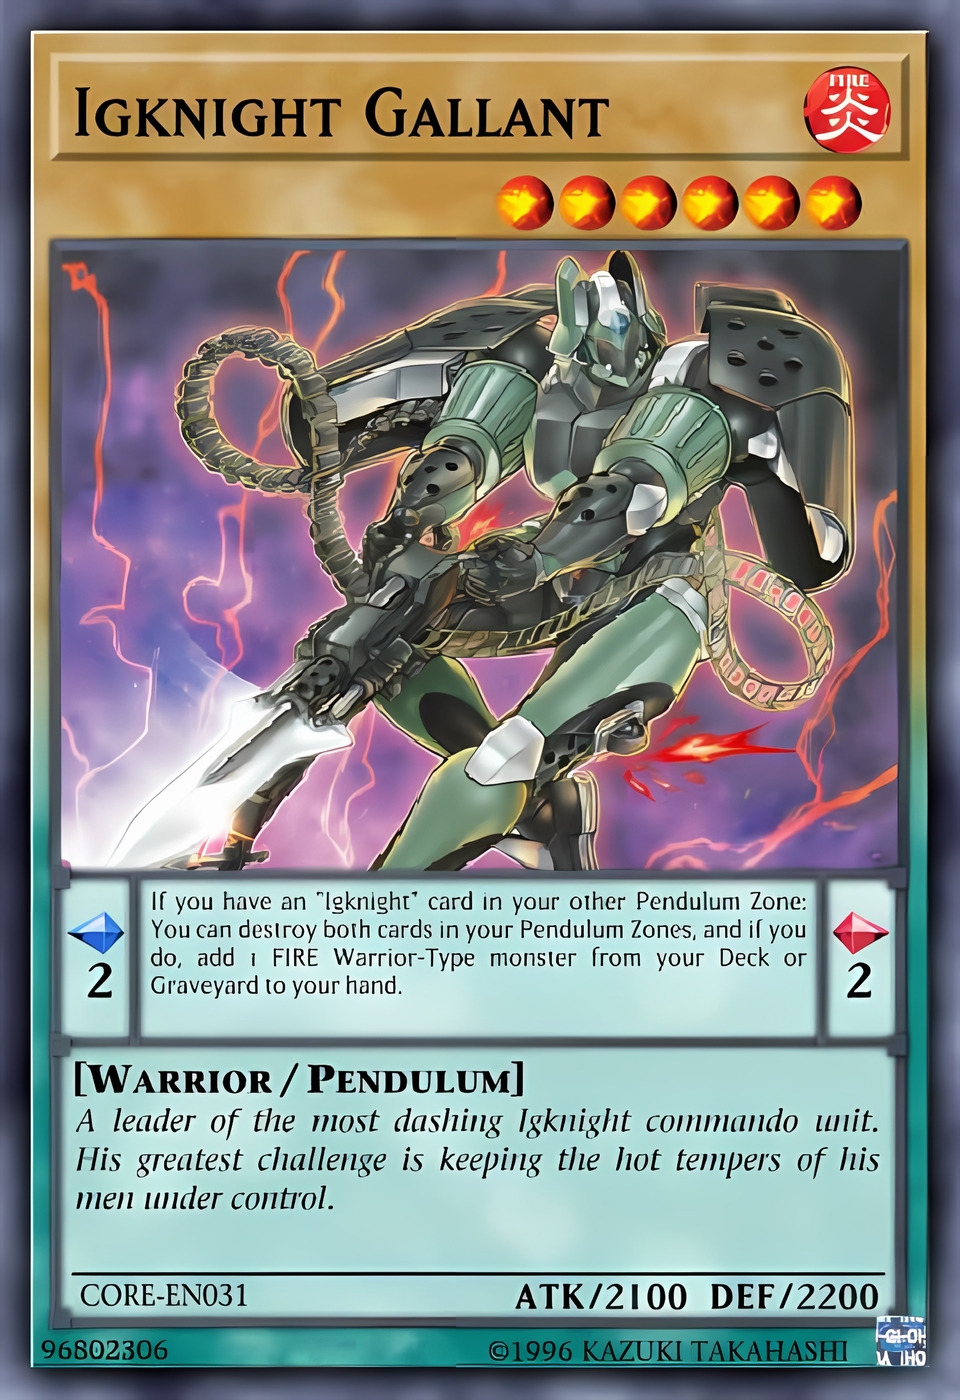 IGKNIGHT GALLANT
FIRE
炎
If you have an "Igknight" card in your other Pendulum Zone:
You can destroy both cards in your Pendulum Zones, and if you
do, add 1 FIRE Warrior-Type monster from your Deck or
Graveyard to your hand.
2
2
[WARRIOR / PENDULUM]
A leader of the most dashing Igknight commando unit.
His greatest challenge is keeping the hot tempers of his
men under control.
CORE-EN031
ATK/2100 DEF/2200
96802306
©1996 KAZUKI TAKAHASHI